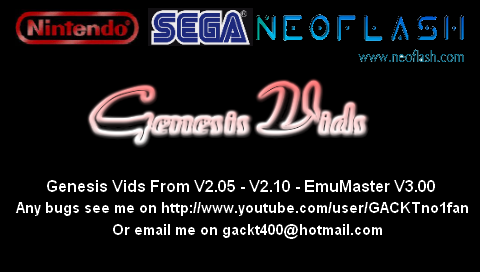 Nintendo SEGA NEOFLASH
www.neoflash.com
Genesis Vids
Genesis Vids From V2.05 - V2.10 - EmuMaster V3.00
Any bugs see me on http://www.youtube.com/user/GACKTno1fan
Or email me on gackt400@hotmail.com